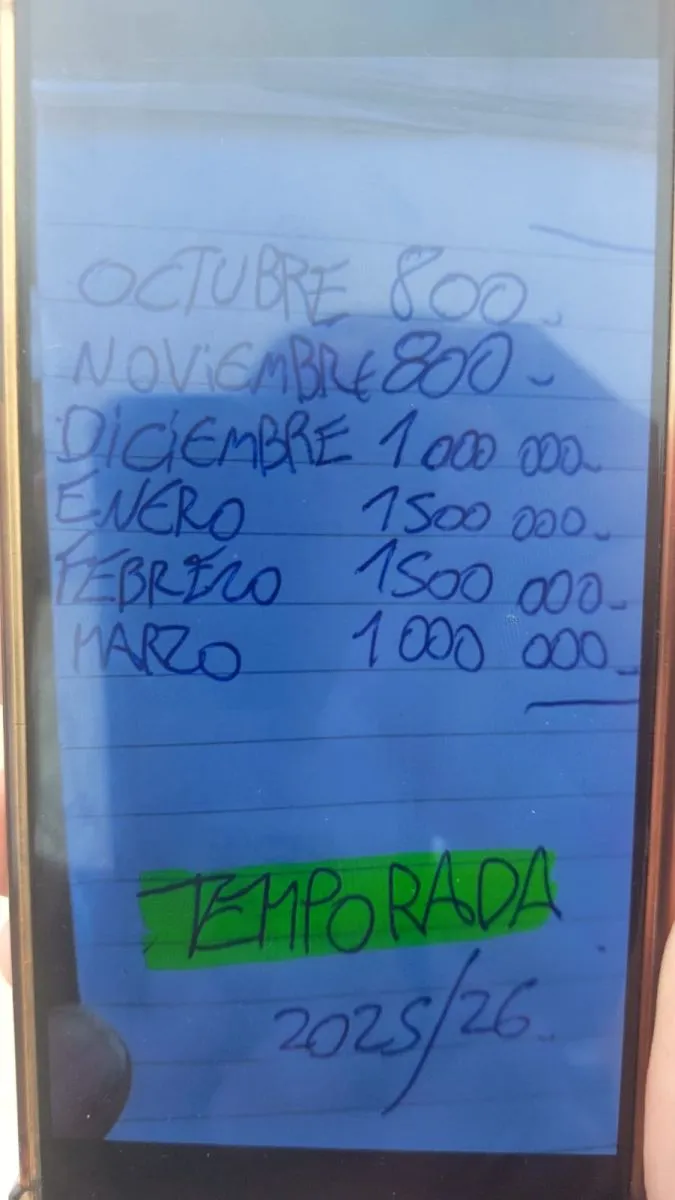 OCTUBRE 800.-
NOVIEMBRE 800.-
DICIEMBRE 1 000 000.-
ENERO 1500 000.-
FEBRERO 1500 000.-
MARZO 1 000 000.-
TEMPORADA
2025/26.